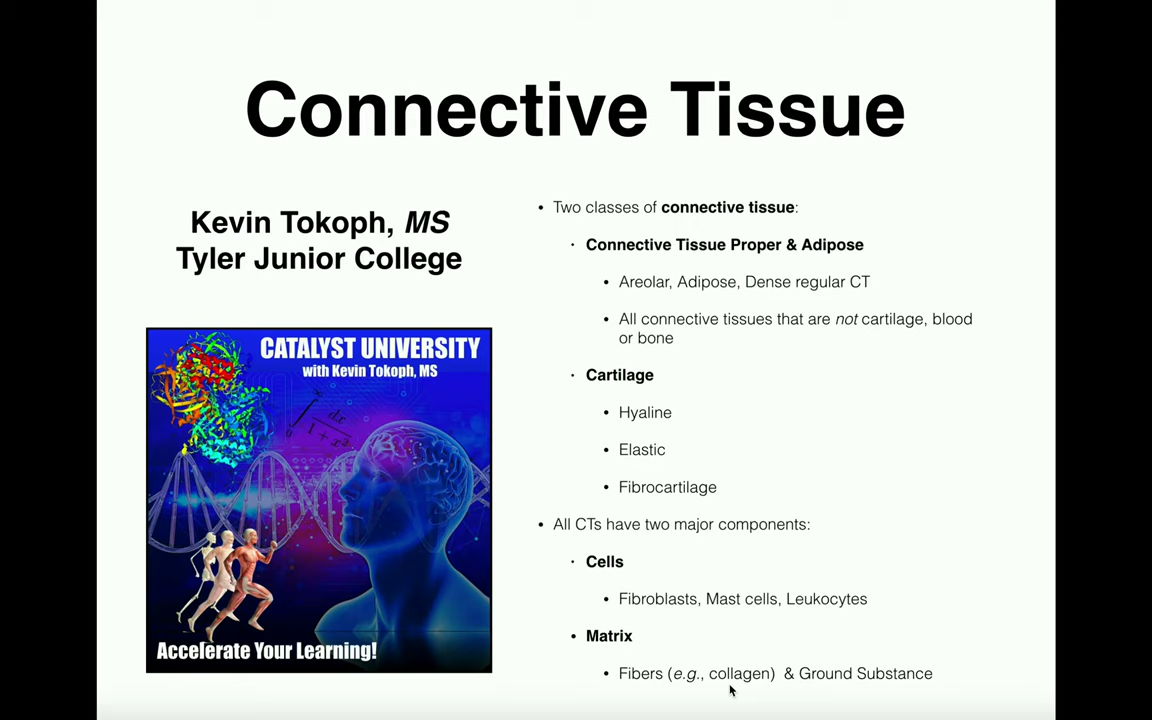 Connective Tissue
Kevin Tokoph, MS
Tyler Junior College
CATALYST UNIVERSITY
with Kevin Tokoph, MS
dx
1 + x²
Accelerate Your Learning!
• Two classes of connective tissue:
• Connective Tissue Proper & Adipose
• Areolar, Adipose, Dense regular CT
• All connective tissues that are not cartilage, blood
or bone
• Cartilage
• Hyaline
• Elastic
• Fibrocartilage
• All CTs have two major components:
• Cells
• Fibroblasts, Mast cells, Leukocytes
• Matrix
• Fibers (e.g., collagen) & Ground Substance